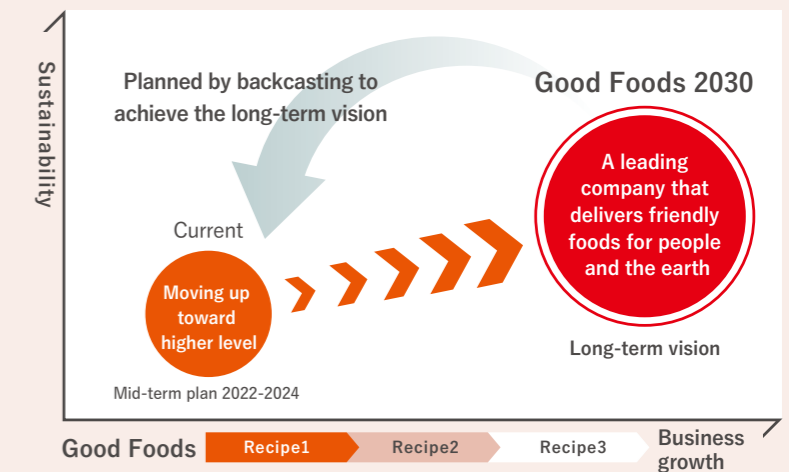 Sustainability
Planned by backcasting to
achieve the long-term vision
Good Foods 2030
A leading
company that
delivers friendly
foods for people
and the earth
Long-term vision
Current
Moving up
toward
higher level
Mid-term plan 2022-2024
Good Foods
Recipe1
Recipe2
Recipe3
Business
growth